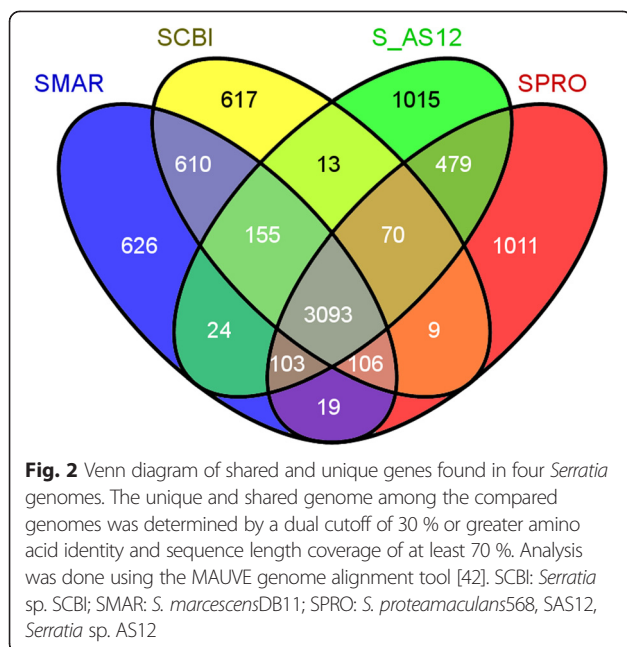 SCBI S_AS12
SMAR SPRO
617 1015
610 13 479
626 155 70 1011
3093
24 9
103 106
19
Fig. 2 Venn diagram of shared and unique genes found in four Serratia
genomes. The unique and shared genome among the compared
genomes was determined by a dual cutoff of 30 % or greater amino
acid identity and sequence length coverage of at least 70 %. Analysis
was done using the MAUVE genome alignment tool [42]. SCBI: Serratia
sp. SCBI; SMAR: S. marcescensDB11; SPRO: S. proteamaculans568, SAS12,
Serratia sp. AS12